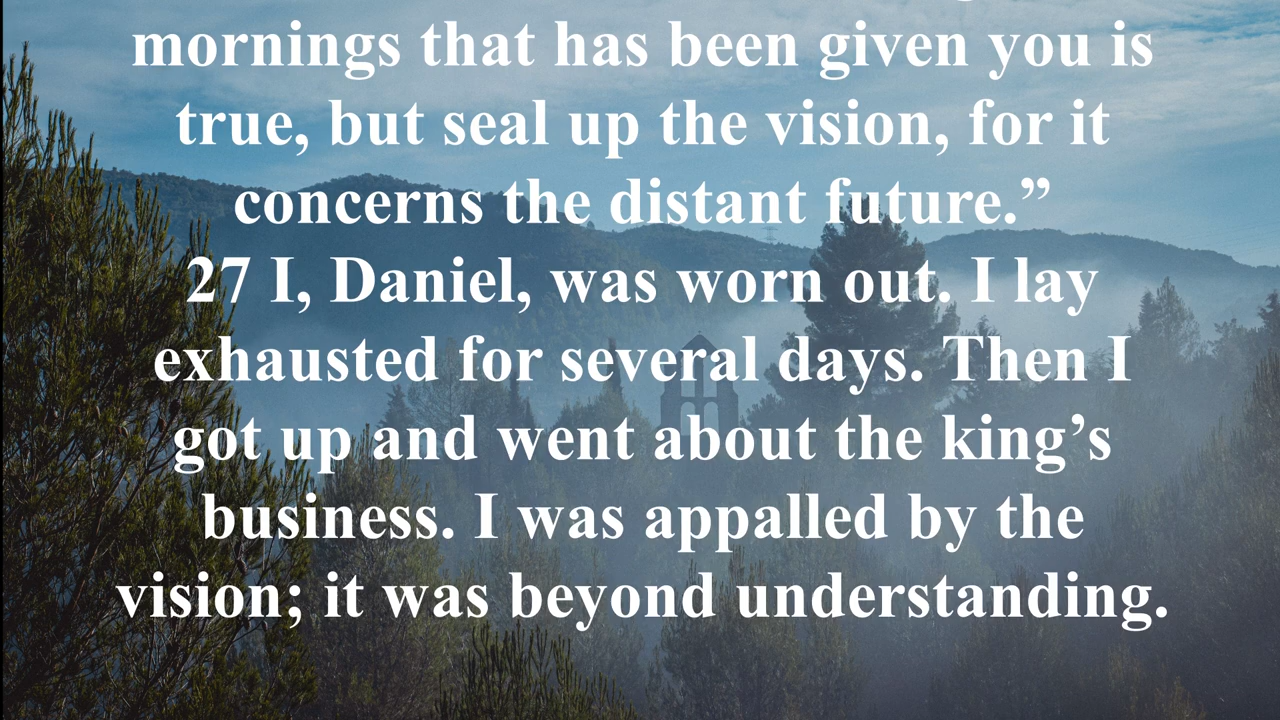 mornings that has been given you is
true, but seal up the vision, for it
concerns the distant future.”
27 I, Daniel, was worn out. I lay
exhausted for several days. Then I
got up and went about the king’s
business. I was appalled by the
vision; it was beyond understanding.